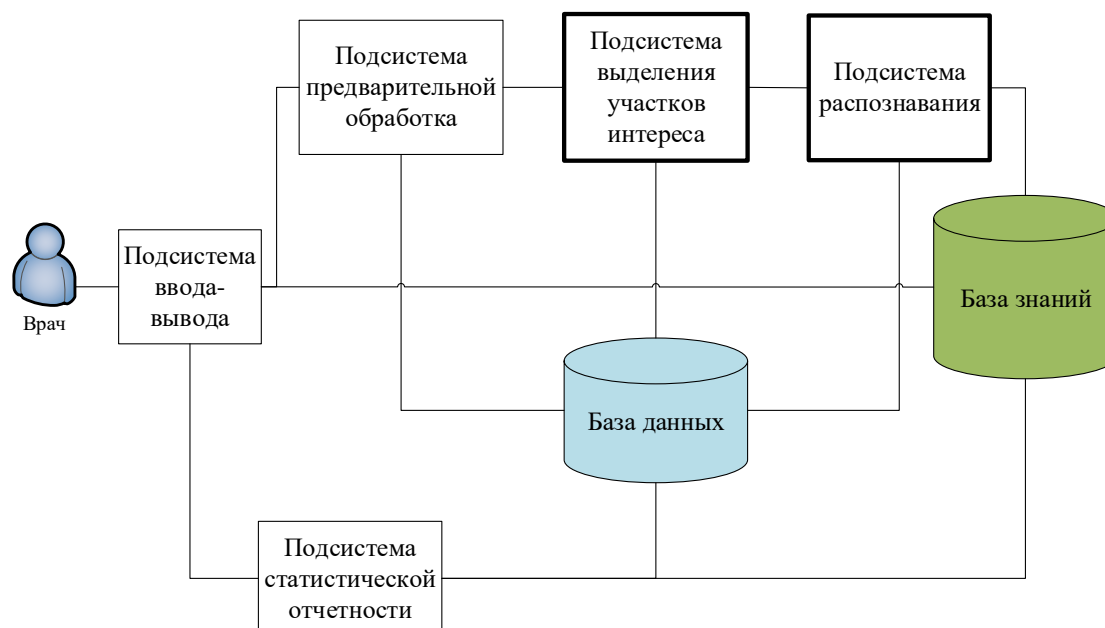 Подсистема
предварительной
обработка
Подсистема
выделения
участков
интереса
Подсистема
распознавания
Подсистема
ввода-
вывода
Врач
База знаний
База данных
Подсистема
статистической
отчетности